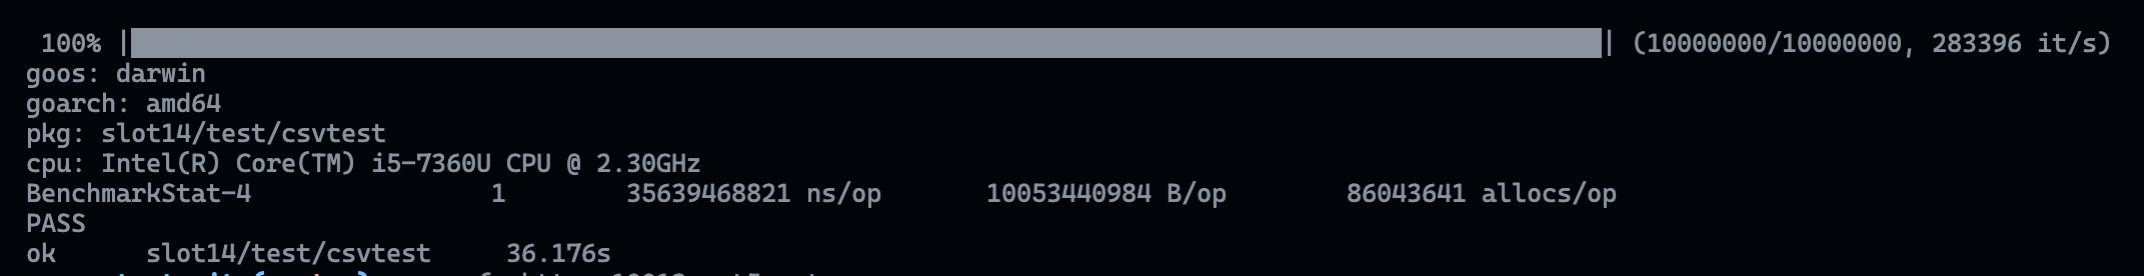 100% |█████████████████████████████████████████████████| (10000000/10000000, 283396 it/s)
goos: darwin
goarch: amd64
pkg: slot14/test/csvtest
cpu: Intel(R) Core(TM) i5-7360U CPU @ 2.30GHz
BenchmarkStat-4 1 35639468821 ns/op 10053440984 B/op 86043641 allocs/op
PASS
ok slot14/test/csvtest 36.176s